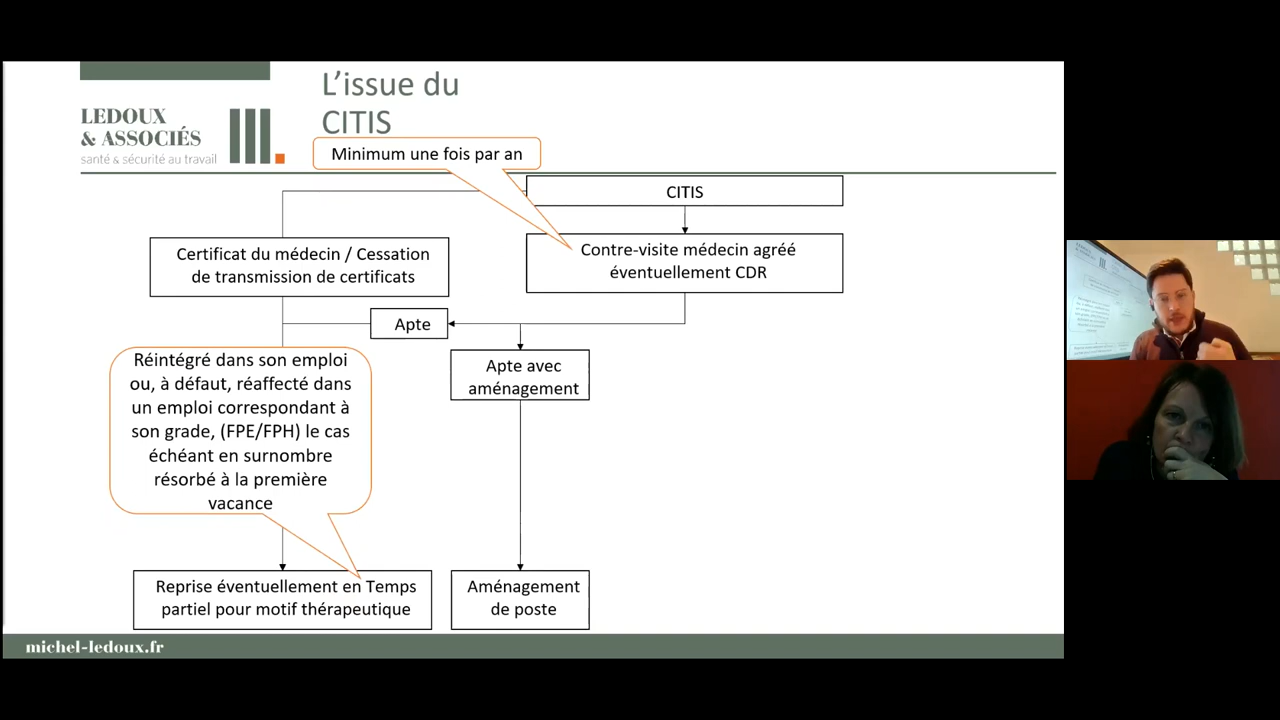 L’issue du
CITIS
LEDOUX
& ASSOCIÉS
santé & sécurité au travail
Minimum une fois par an
CITIS
Certificat du médecin / Cessation
de transmission de certificats
Contre-visite médecin agréé
éventuellement CDR
Apte
Apte avec
aménagement
Réintégré dans son emploi
ou, à défaut, réaffecté dans
un emploi correspondant à
son grade, (FPE/FPH) le cas
échéant en surnombre
résorbé à la première
vacance
Reprise éventuellement en Temps
partiel pour motif thérapeutique
Aménagement
de poste
michel-ledoux.fr